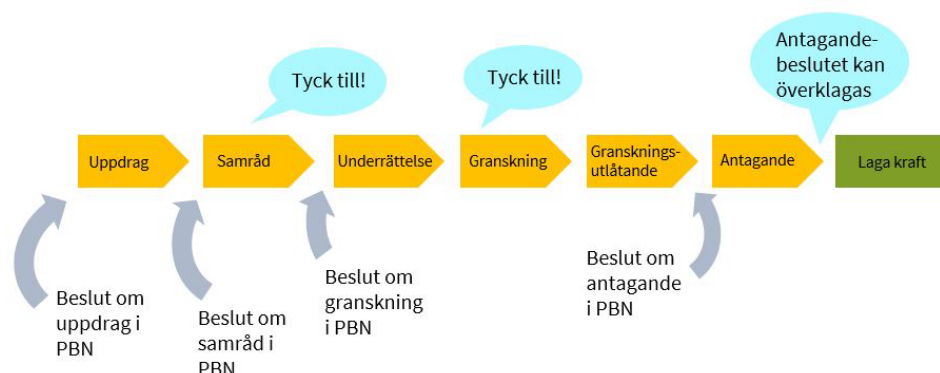 Tyck till!
Tyck till!
Antagande-
beslutet kan
överklagas
Uppdrag
Samråd
Underrättelse
Granskning
Gransknings-
utlåtande
Antagande
Laga kraft
Beslut om
uppdrag i
PBN
Beslut om
samråd i
PBN
Beslut om
granskning
i PBN
Beslut om
antagande
i PBN